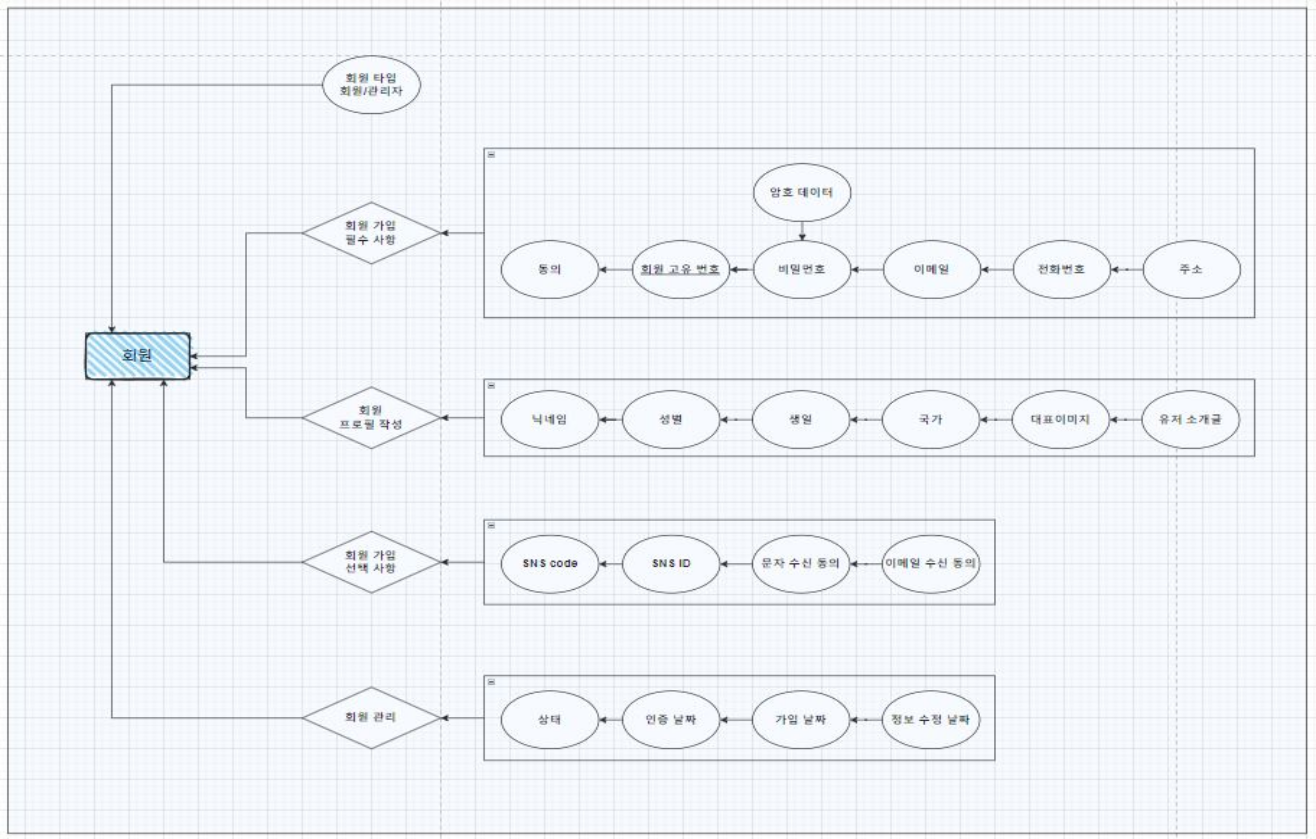 회원 타입
회원/관리자
암호 데이터
회원 가입
필수 사항
동의
회원 고유 번호
비밀번호
이메일
전화번호
주소
회원
회원
프로필 작성
닉네임
성별
생일
국가
대표이미지
유저 소개글
회원 가입
선택 사항
SNS code
SNS ID
문자 수신 동의
이메일 수신 동의
회원 관리
상태
인증 날짜
가입 날짜
정보 수정 날짜